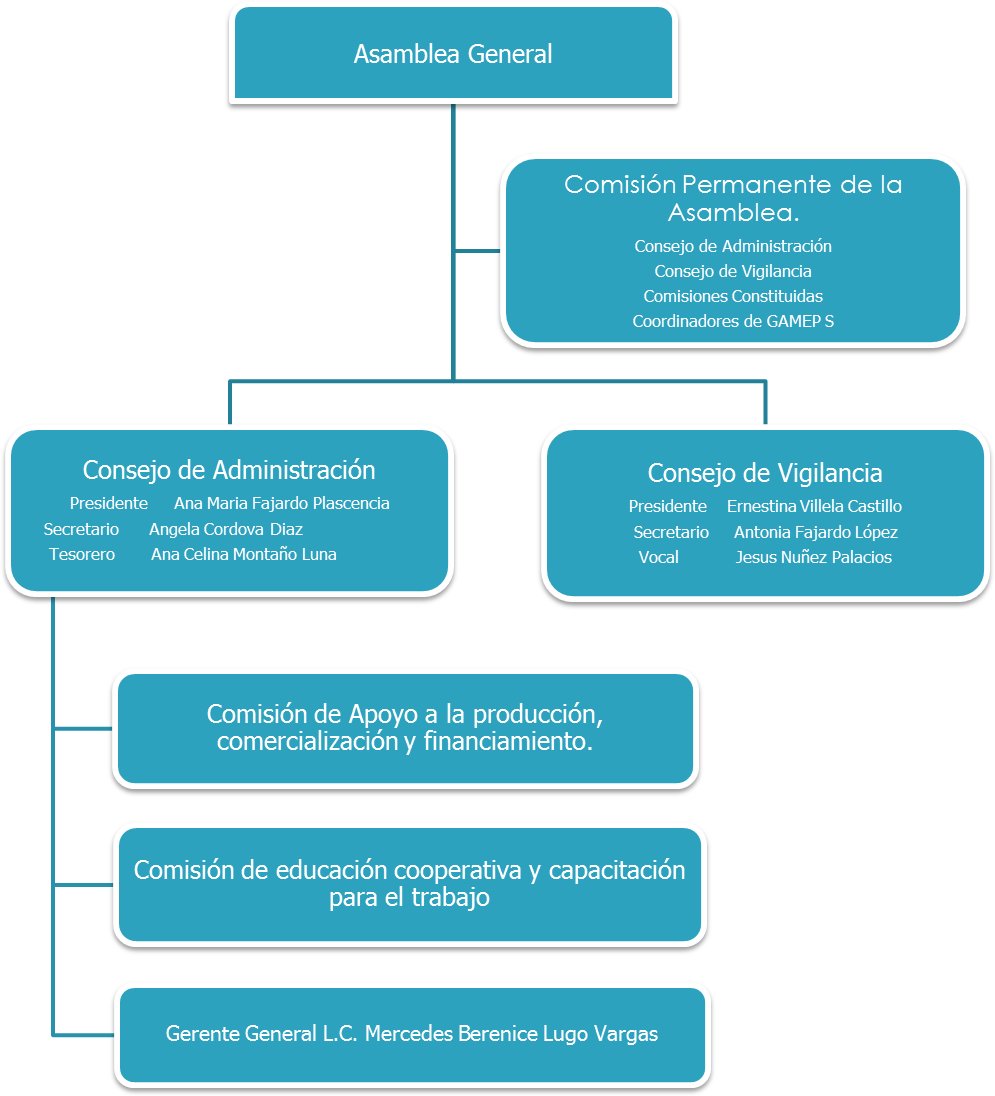 Asamblea General
Comisión Permanente de la
Asamblea.
Consejo de Administración
Consejo de Vigilancia
Comisiones Constituidas
Coordinadores de GAMEP S
Consejo de Administración
Presidente Ana Maria Fajardo Plascencia
Secretario Angela Cordova Diaz
Tesorero Ana Celina Montaño Luna
Consejo de Vigilancia
Presidente Ernestina Villela Castillo
Secretario Antonia Fajardo López
Vocal Jesus Nuñez Palacios
Comisión de Apoyo a la producción,
comercialización y financiamiento.
Comisión de educación cooperativa y capacitación
para el trabajo
Gerente General L.C. Mercedes Berenice Lugo Vargas